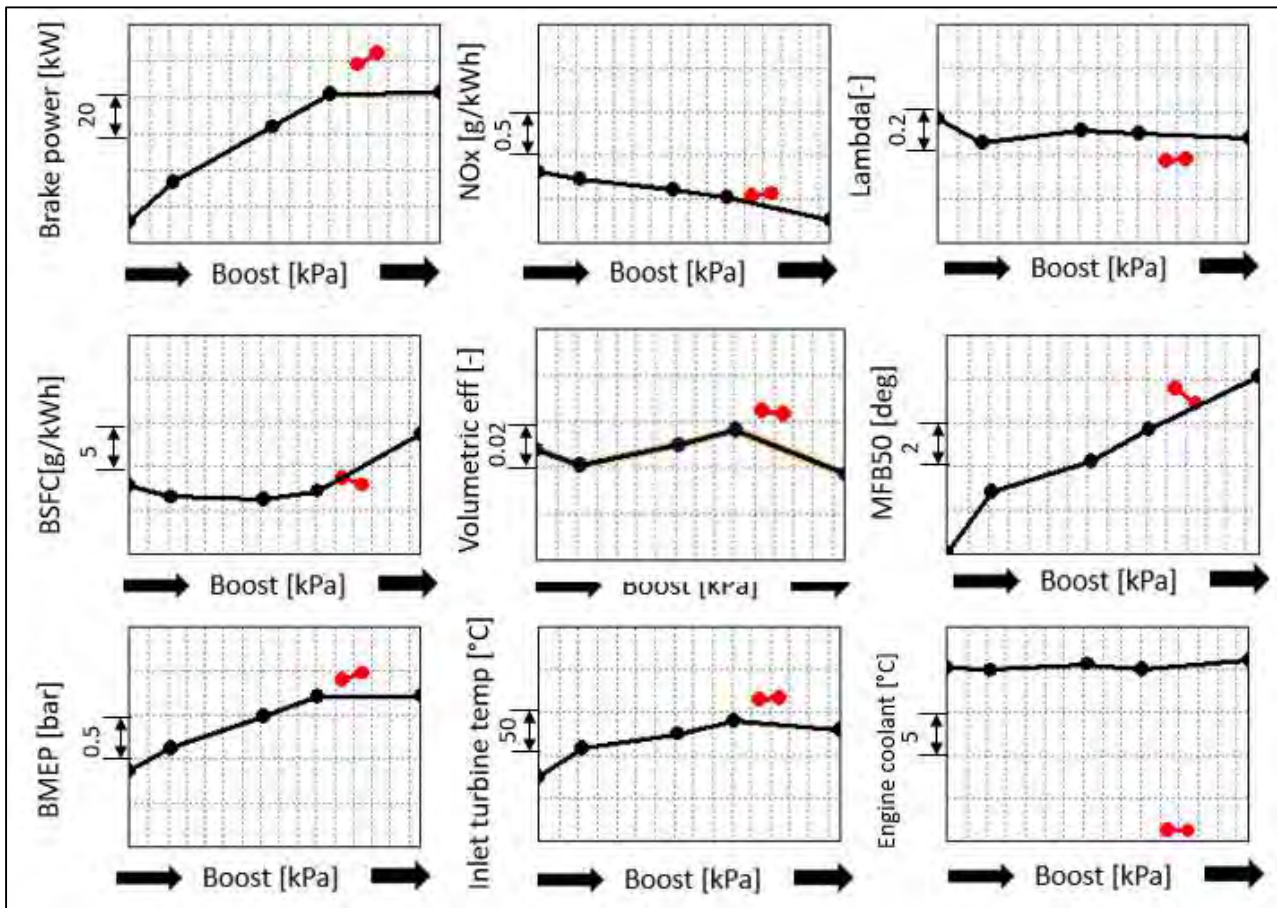 Brake power [kW]
20
Boost [kPa]
NOx [g/kWh]
0.5
Boost [kPa]
Lambda[-]
0.2
Boost [kPa]
BSFC[g/kWh]
5
Boost [kPa]
Volumetric eff [-]
0.02
Boost [kPa]
MFB50 [deg]
2
Boost [kPa]
BMEP [bar]
0.5
Boost [kPa]
Inlet turbine temp [°C]
50
Boost [kPa]
Engine coolant [°C]
5
Boost [kPa]